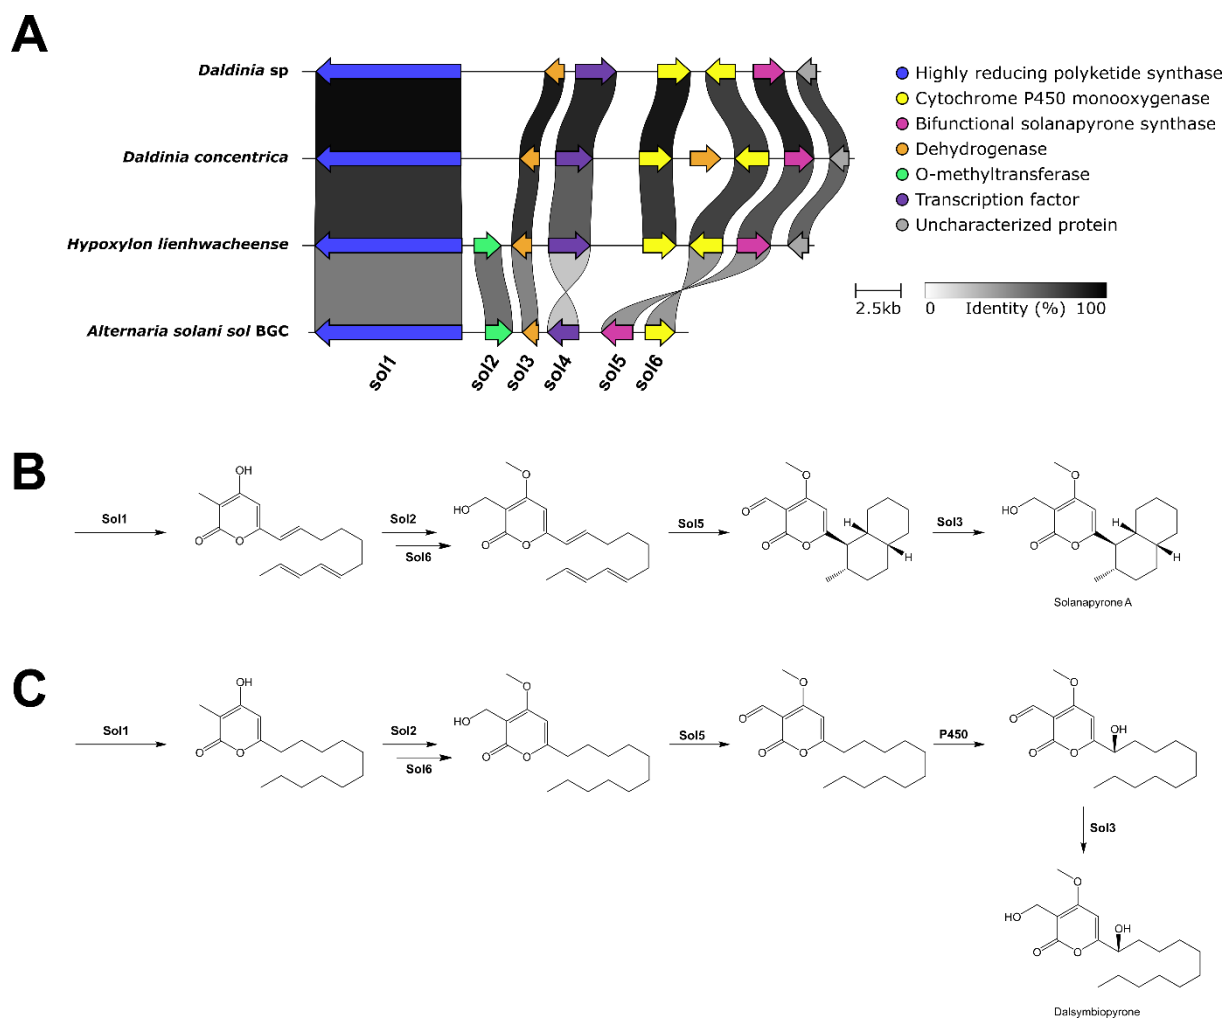 A
Daldinia sp
Daldinia concentrica
Hypoxylon lienhwacheense
Alternaria solani sol BGC
sol1
sol2
sol3
sol4
sol5
sol6
Highly reducing polyketide synthase
Cytochrome P450 monooxygenase
Bifunctional solanapyrone synthase
Dehydrogenase
O-methyltransferase
Transcription factor
Uncharacterized protein
2.5kb
0 Identity (%) 100
B
Sol1
OH
O
O
Sol2
Sol6
O
HO
O
O
Sol5
O
O
O
O
H
H
Sol3
O
HO
O
O
H
H
Solanapyrone A
C
Sol1
OH
O
O
Sol2
Sol6
O
HO
O
O
Sol5
O
O
O
O
P450
O
O
O
O
OH
Sol3
O
HO
O
O
OH
Dalsymbiopyrone